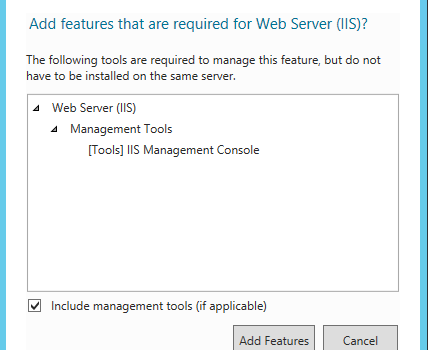 Add features that are required for Web Server (IIS)?
The following tools are required to manage this feature, but do not
have to be installed on the same server.
Web Server (IIS)
Management Tools
[Tools] IIS Management Console
Include management tools (if applicable)
Add Features
Cancel